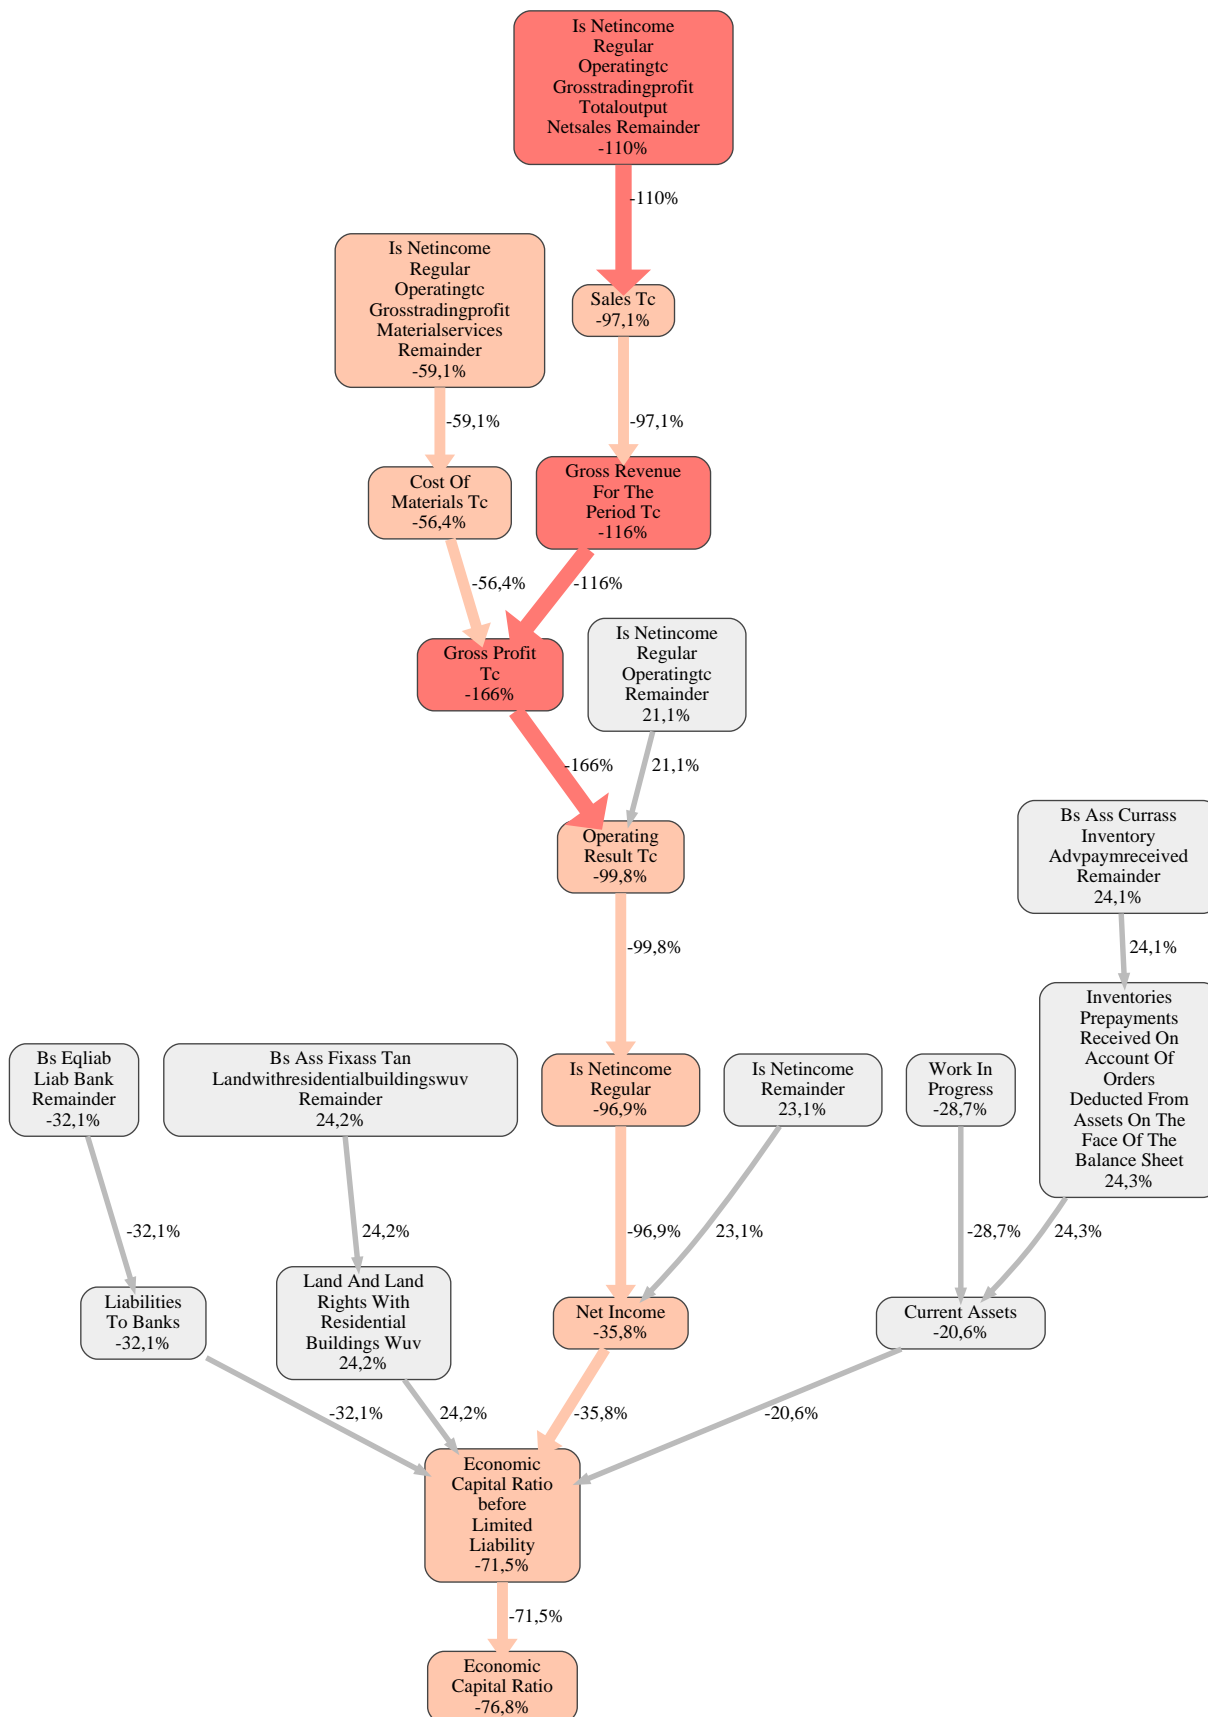 Is Netincome
Regular
Operatingtc
Grosstradingprofit
Totaloutput
Netsales Remainder
-110%
-110%
Is Netincome
Regular
Operatingtc
Grosstradingprofit
Materialservices
Remainder
-59,1%
Sales Tc
-97,1%
-59,1%
-97,1%
Cost Of
Materials Tc
-56,4%
Gross Revenue
For The
Period Tc
-116%
-56,4%
-116%
Gross Profit
Tc
-166%
Is Netincome
Regular
Operatingtc
Remainder
21,1%
-166%
21,1%
Operating
Result Tc
-99,8%
Bs Ass Currass
Inventory
Advpaymreceived
Remainder
24,1%
-99,8%
24,1%
Bs Eqliab
Liab Bank
Remainder
-32,1%
Bs Ass Fixass Tan
Landwithresidentialbuildingswuv
Remainder
24,2%
Is Netincome
Regular
-96,9%
Is Netincome
Remainder
23,1%
Work In
Progress
-28,7%
Inventories
Prepayments
Received On
Account Of
Orders
Deducted From
Assets On The
Face Of The
Balance Sheet
24,3%
-32,1%
24,2%
-96,9%
23,1%
-28,7%
24,3%
Liabilities
To Banks
-32,1%
Land And Land
Rights With
Residential
Buildings Wuv
24,2%
Net Income
-35,8%
Current Assets
-20,6%
-32,1%
24,2%
-35,8%
-20,6%
Economic
Capital Ratio
before
Limited
Liability
-71,5%
-71,5%
Economic
Capital Ratio
-76,8%